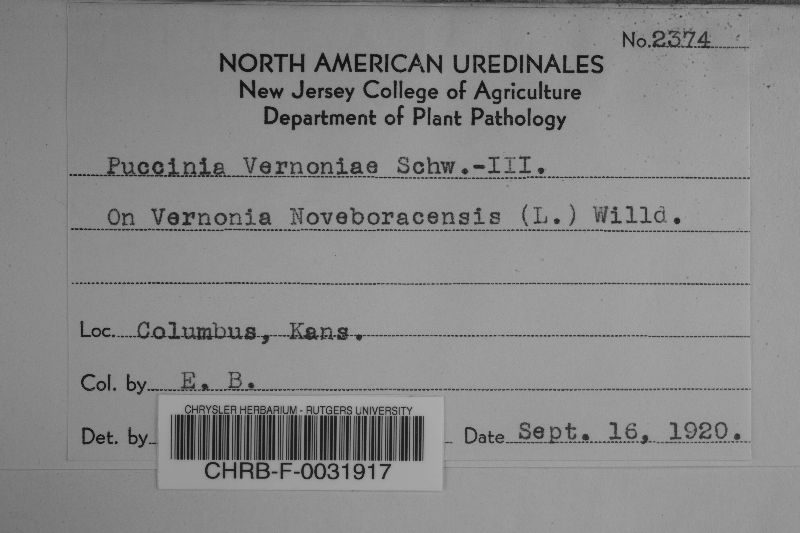 No. 2374
NORTH AMERICAN UREDINALES
New Jersey College of Agriculture
Department of Plant Pathology
Puccinia Vernoniae Schw.-III.
On Vernonia Noveboracensis (L.) Willd.
Loc. Columbus, Kans.
Col. by E. B.
Det. by
Date Sept. 16, 1920.
CHRYSLER HERBARIUM - RUTGERS UNIVERSITY
CHRB-F-0031917